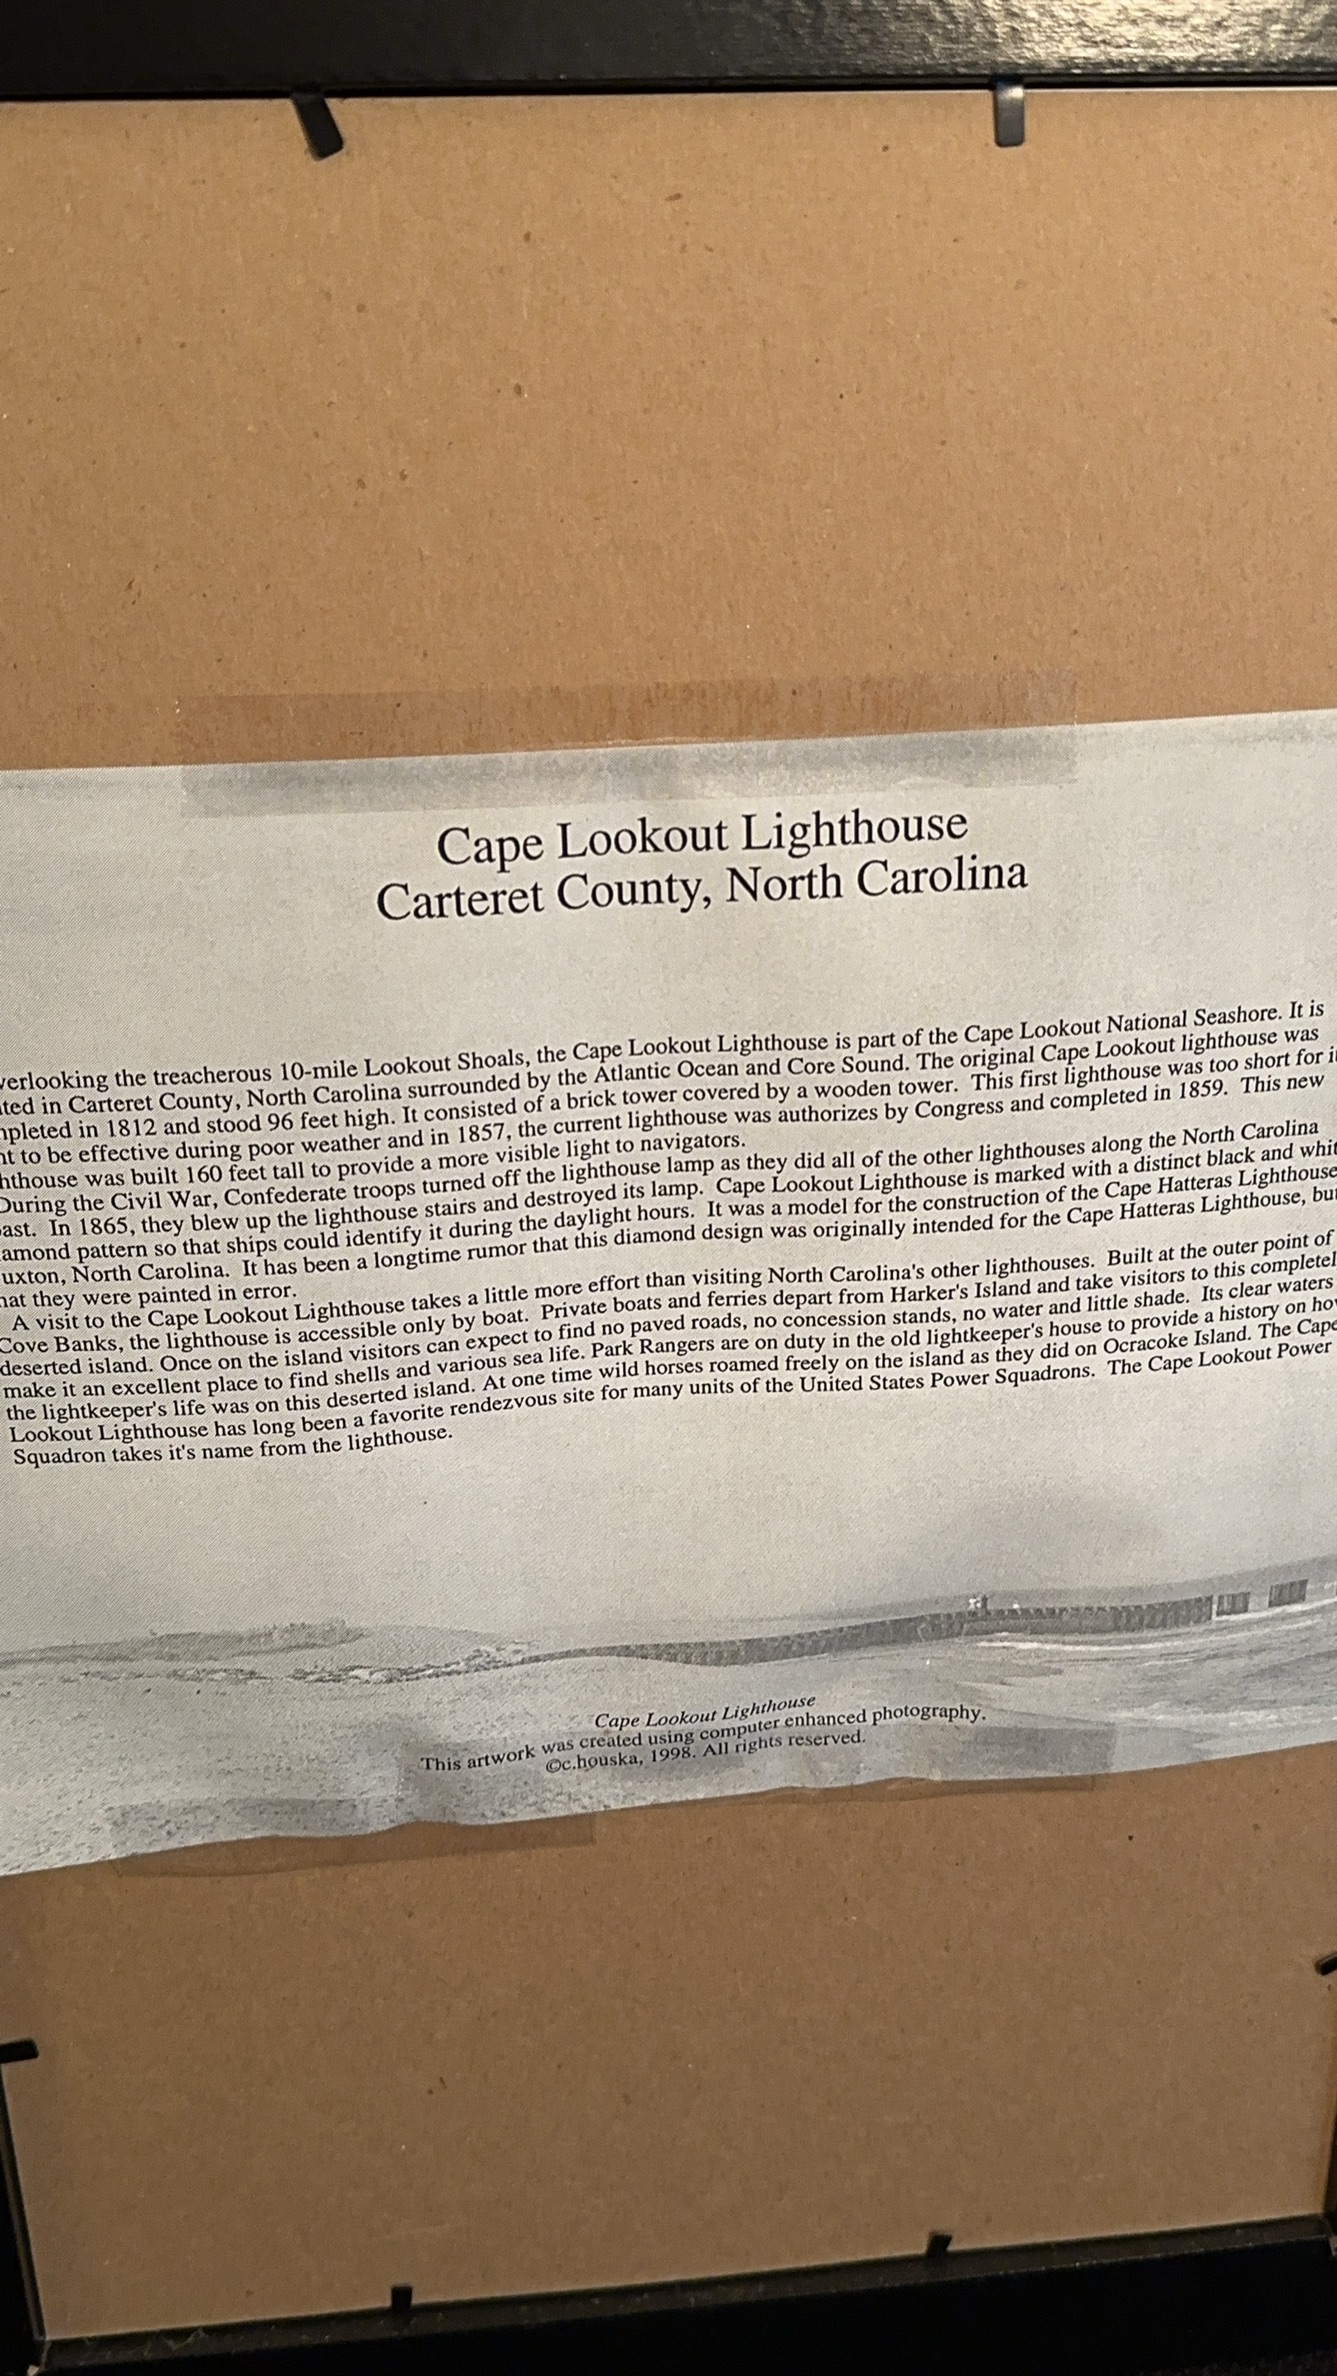 Cape Lookout Lighthouse
Carteret County, North Carolina
verlooking the treacherous 10-mile Lookout Shoals, the Cape Lookout Lighthouse is part of the Cape Lookout National Seashore. It is
ted in Carteret County, North Carolina surrounded by the Atlantic Ocean and Core Sound. The original Cape Lookout lighthouse was
npleted in 1812 and stood 96 feet high. It consisted of a brick tower covered by a wooden tower. This first lighthouse was too short for it
nt to be effective during poor weather and in 1857, the current lighthouse was authorizes by Congress and completed in 1859. This new
hthouse was built 160 feet tall to provide a more visible light to navigators.
During the Civil War, Confederate troops turned off the lighthouse lamp as they did all of the other lighthouses along the North Carolina
oast. In 1865, they blew up the lighthouse stairs and destroyed its lamp. Cape Lookout Lighthouse is marked with a distinct black and whit
amond pattern so that ships could identify it during the daylight hours. It was a model for the construction of the Cape Hatteras Lighthouse
uxton, North Carolina. It has been a longtime rumor that this diamond design was originally intended for the Cape Hatteras Lighthouse, but
hat they were painted in error.
A visit to the Cape Lookout Lighthouse takes a little more effort than visiting North Carolina's other lighthouses. Built at the outer point of
Cove Banks, the lighthouse is accessible only by boat. Private boats and ferries depart from Harker's Island and take visitors to this completel
deserted island. Once on the island visitors can expect to find no paved roads, no concession stands, no water and little shade. Its clear waters
make it an excellent place to find shells and various sea life. Park Rangers are on duty in the old lightkeeper's house to provide a history on how
the lightkeeper's life was on this deserted island. At one time wild horses roamed freely on the island as they did on Ocracoke Island. The Cape
Lookout Lighthouse has long been a favorite rendezvous site for many units of the United States Power Squadrons. The Cape Lookout Power
Squadron takes it's name from the lighthouse.
Cape Lookout Lighthouse
This artwork was created using computer enhanced photography.
©c.houska, 1998. All rights reserved.